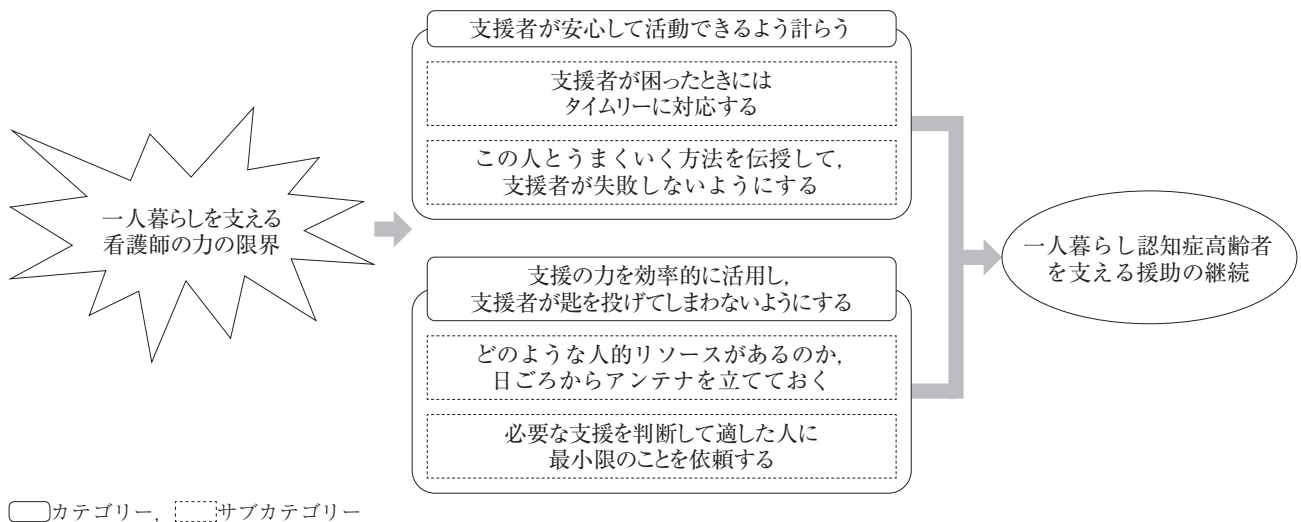 支援者が安心して活動できるよう計らう
支援者が困ったときには
タイムリーに対応する
この人とうまくいく方法を伝授して,
支援者が失敗しないようにする
一人暮らしを支える
看護師の力の限界
支援の力を効率的に活用し,
支援者が匙を投げてしまわないようにする
どのような人的リソースがあるのか,
日ごろからアンテナを立てておく
必要な支援を判断して適した人に
最小限のことを依頼する
一人暮らし認知症高齢者
を支える援助の継続
カテゴリー, サブカテゴリー